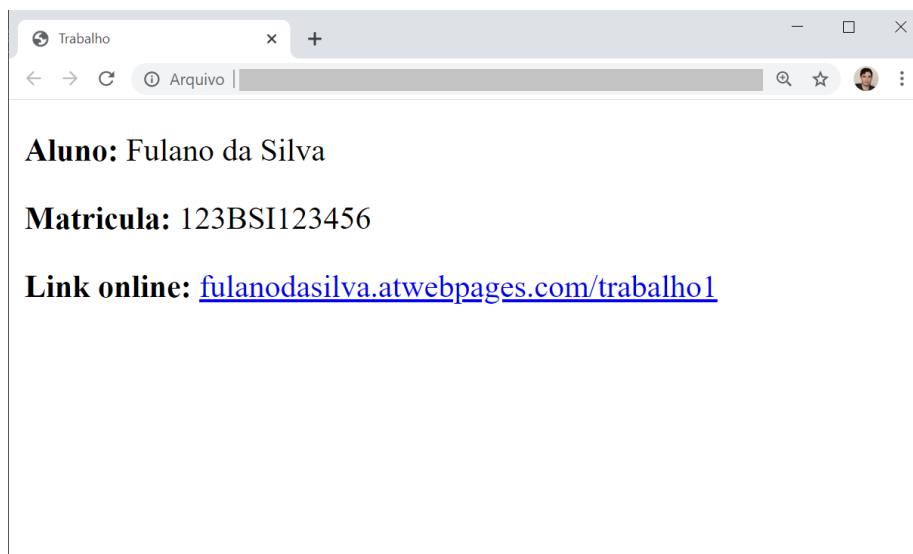 Trabalho
Arquivo
Aluno: Fulano da Silva
Matricula: 123BSI123456
Link online: fulanodasilva.atwebpages.com/trabalho1